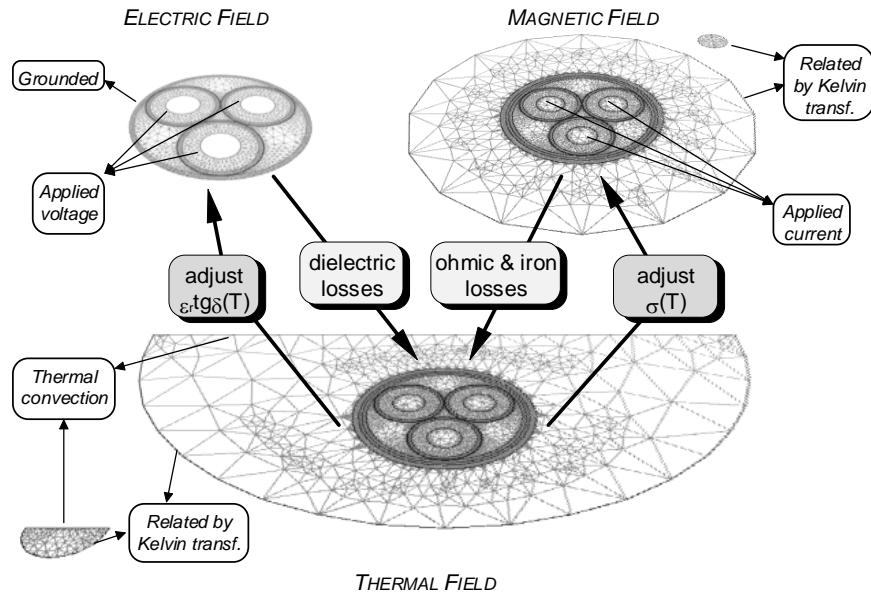 ELECTRIC FIELD
MAGNETIC FIELD
Grounded
Related
by Kelvin
transf.
Applied
voltage
Applied
current
adjust
εrtgδ(T)
dielectric
losses
ohmic & iron
losses
adjust
σ(T)
Thermal
convection
Related by
Kelvin transf.
THERMAL FIELD